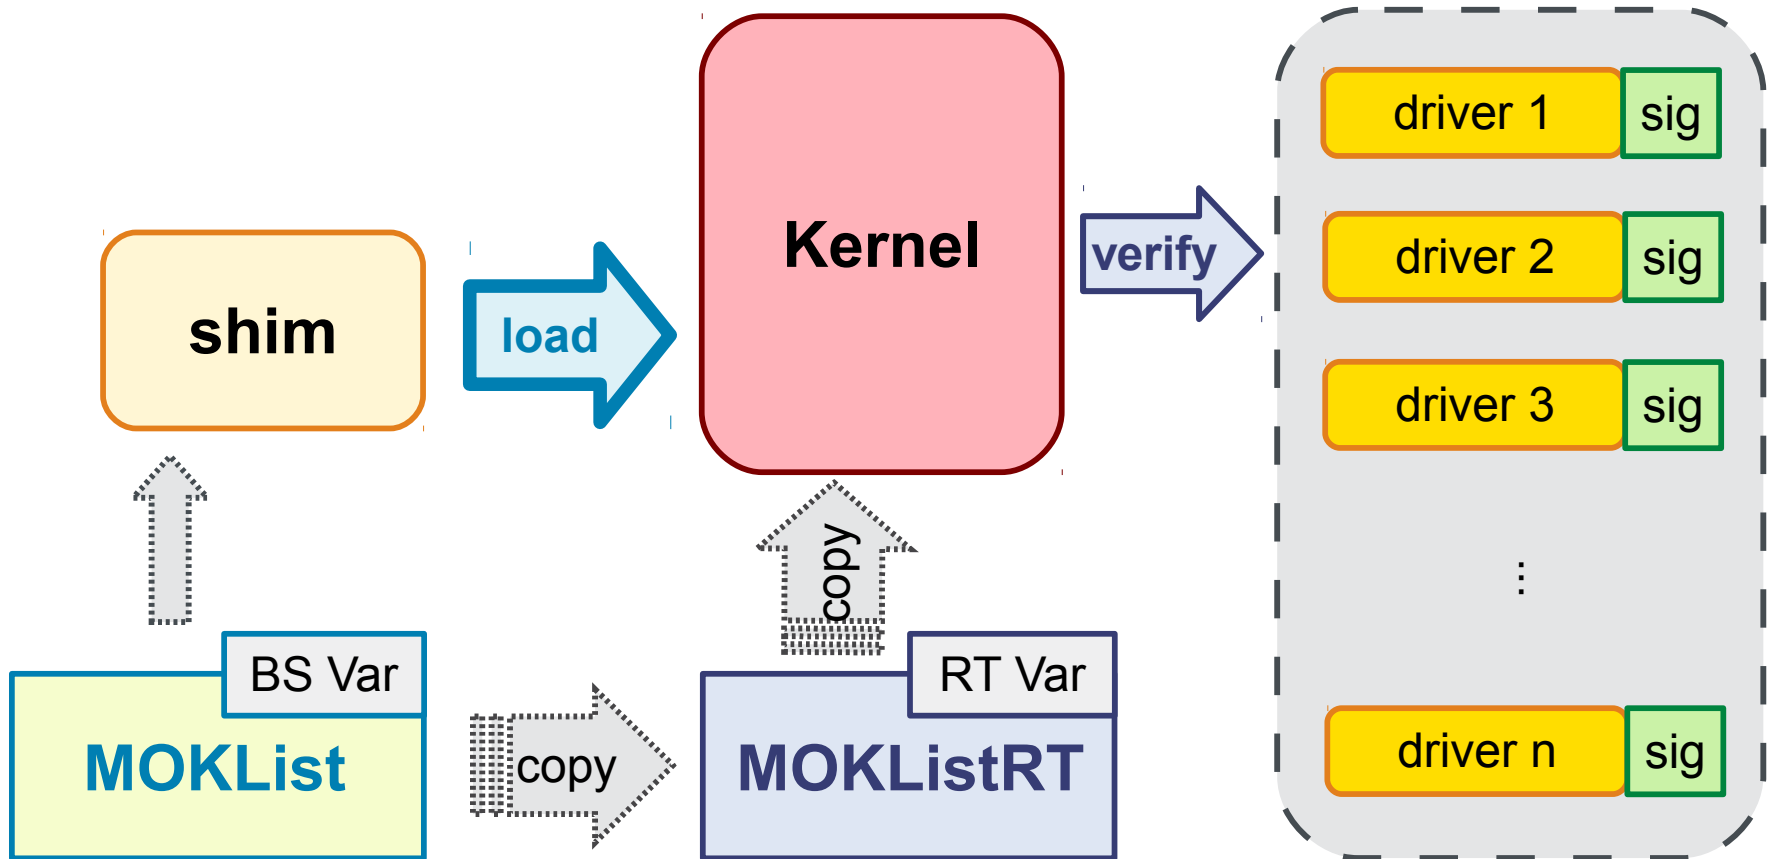 shim
load
Kernel
verify
driver 1
sig
driver 2
sig
driver 3
sig
⋮
driver n
sig
copy
BS Var
MOKList
copy
RT Var
MOKListRT